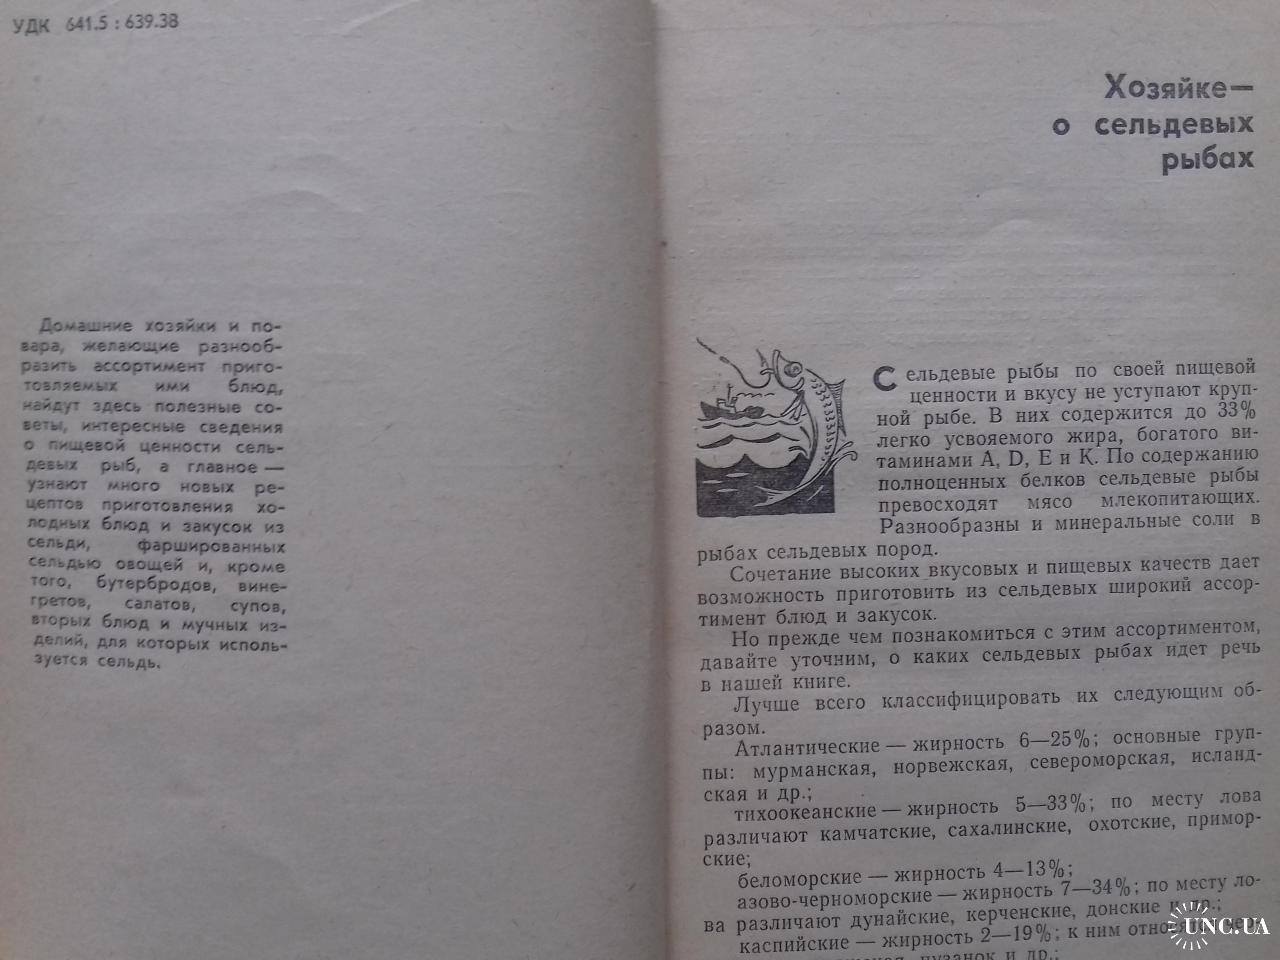 УДК 641.5 : 639.38
Домашние хозяйки и по-
вара, желающие разнооб-
разить ассортимент приго-
товляемых ими блюд,
найдут здесь полезные со-
веты, интересные сведения
о пищевой ценности сель-
девых рыб, а главное —
узнают много новых ре-
цептов приготовления хо-
лодных блюд и закусок из
сельди, фаршированных
сельдью овощей и, кроме
того, бутербродов, вине-
гретов, салатов, супов,
вторых блюд и мучных из-
делий, для которых исполь-
зуется сельдь.
Хозяйке—
о сельдевых
рыбах
Сельдевые рыбы по своей пищевой
ценности и вкусу не уступают круп-
ной рыбе. В них содержится до 33%
легко усвояемого жира, богатого ви-
таминами А, D, Е и К. По содержанию
полноценных белков сельдевые рыбы
превосходят мясо млекопитающих.
Разнообразны и минеральные соли в
рыбах сельдевых пород.
Сочетание высоких вкусовых и пищевых качеств дает
возможность приготовить из сельдевых широкий ассор-
тимент блюд и закусок.
Но прежде чем познакомиться с этим ассортиментом,
давайте уточним, о каких сельдевых рыбах идет речь
в нашей книге.
Лучше всего классифицировать их следующим об-
разом.
Атлантические — жирность 6—25%; основные груп-
пы: мурманская, норвежская, североморская, исланд-
ская и др.;
тихоокеанские — жирность 5—33%; по месту лова
различают камчатские, сахалинские, охотские, примор-
ские;
беломорские — жирность 4—13%;
азово-черноморские — жирность 7—34%; по месту ло-
ва различают дунайские, керченские, донские и др.;
каспийские — жирность 2—19%; к ним относятся
пузанок и др.;
UNC.UA